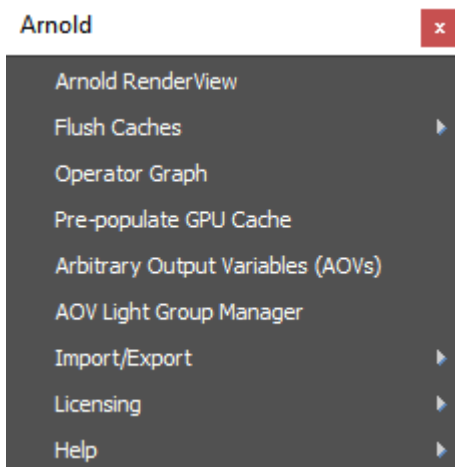 Arnold
x
Arnold RenderView
Flush Caches
Operator Graph
Pre-populate GPU Cache
Arbitrary Output Variables (AOVs)
AOV Light Group Manager
Import/Export
Licensing
Help